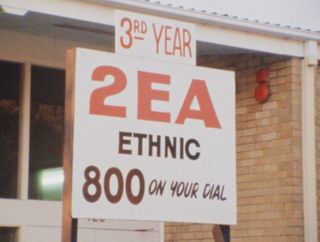 3RD YEAR
2EA
ETHNIC
800 ON YOUR DIAL